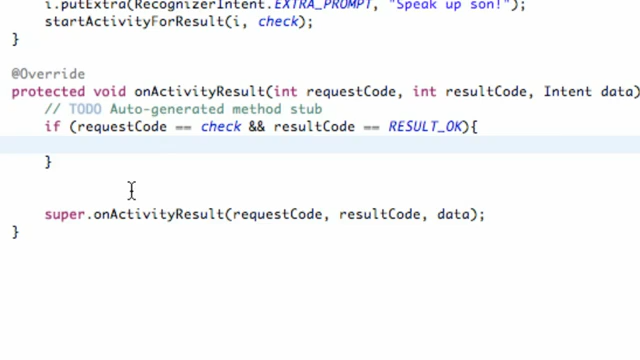 i.putExtra(RecognizerIntent.EXTRA_PROMPT, "Speak up son!");
startActivityForResult(i, check);
}
@Override
protected void onActivityResult(int requestCode, int resultCode, Intent data)
// TODO Auto-generated method stub
if (requestCode == check && resultCode == RESULT_OK){
}
super.onActivityResult(requestCode, resultCode, data);
}